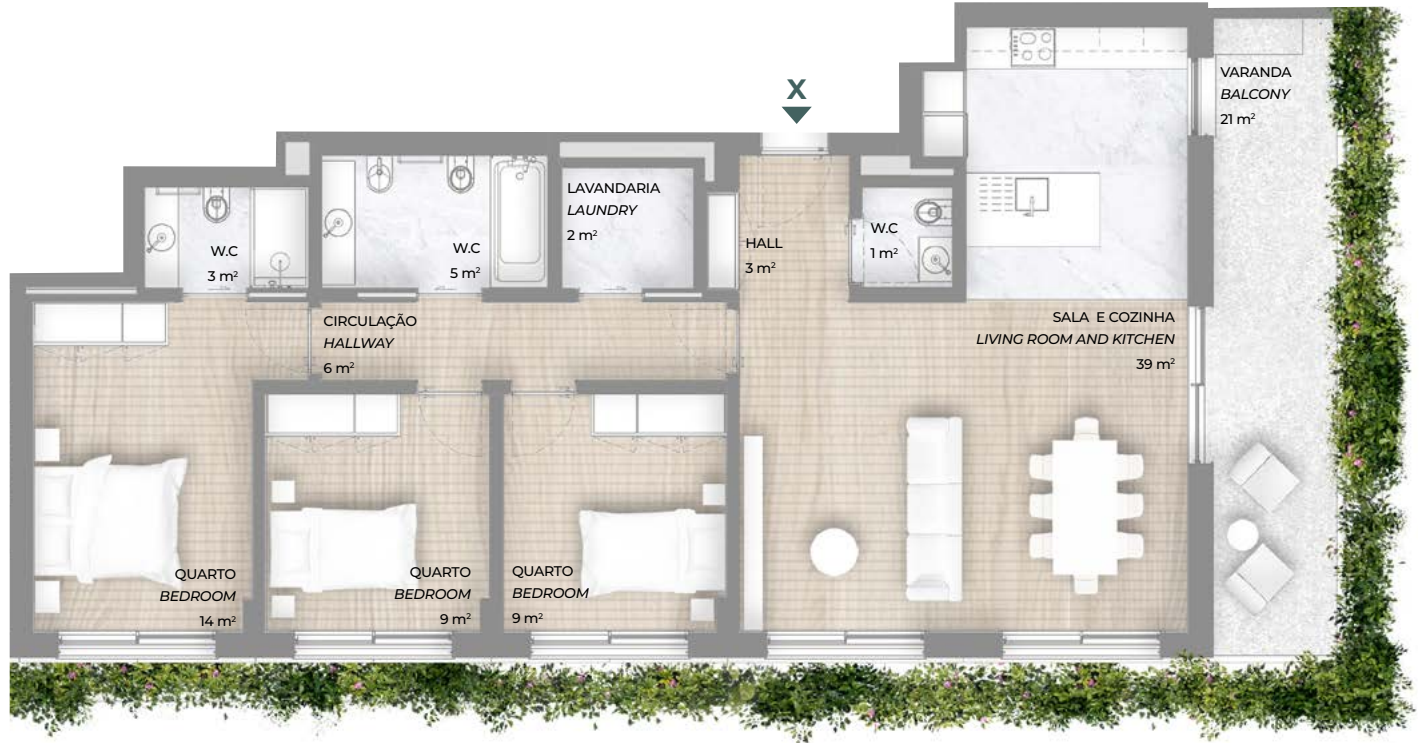 X
VARANDA
BALCONY
21 m²
LAVANDARIA
LAUNDRY
2 m²
W.C
3 m²
W.C
5 m²
HALL
3 m²
W.C
1 m²
CIRCULAÇÃO
HALLWAY
6 m²
SALA E COZINHA
LIVING ROOM AND KITCHEN
39 m²
QUARTO
BEDROOM
14 m²
QUARTO
BEDROOM
9 m²
QUARTO
BEDROOM
9 m²